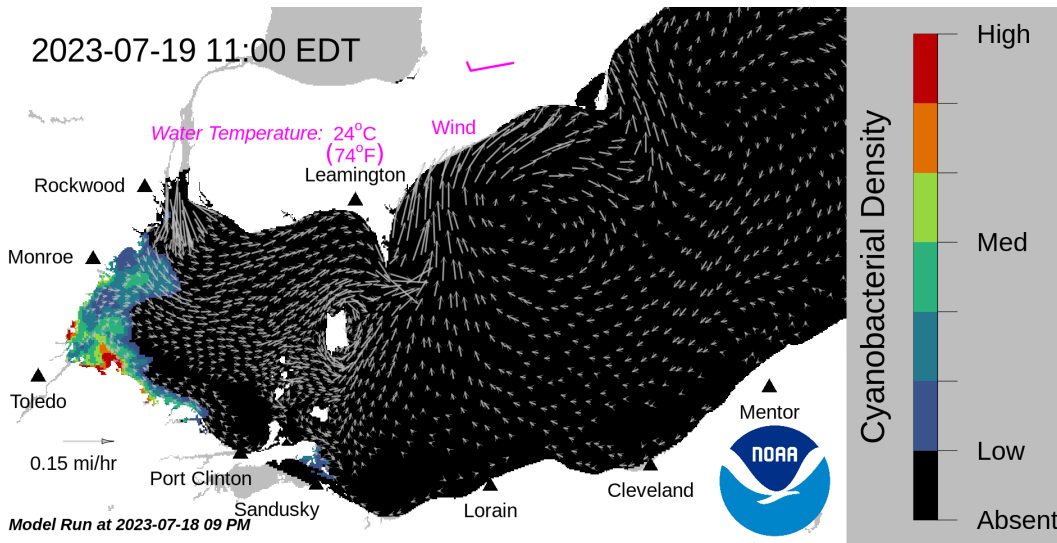 2023-07-19 11:00 EDT
High
Wind
Water Temperature: 24°C
(74°F)
Leamington
Rockwood
Cyanobacterial Density
Med
Monroe
Toledo
Mentor
NOAA
0.15 mi/hr
Low
Port Clinton
Cleveland
Sandusky
Lorain
Model Run at 2023-07-18 09 PM
Absent